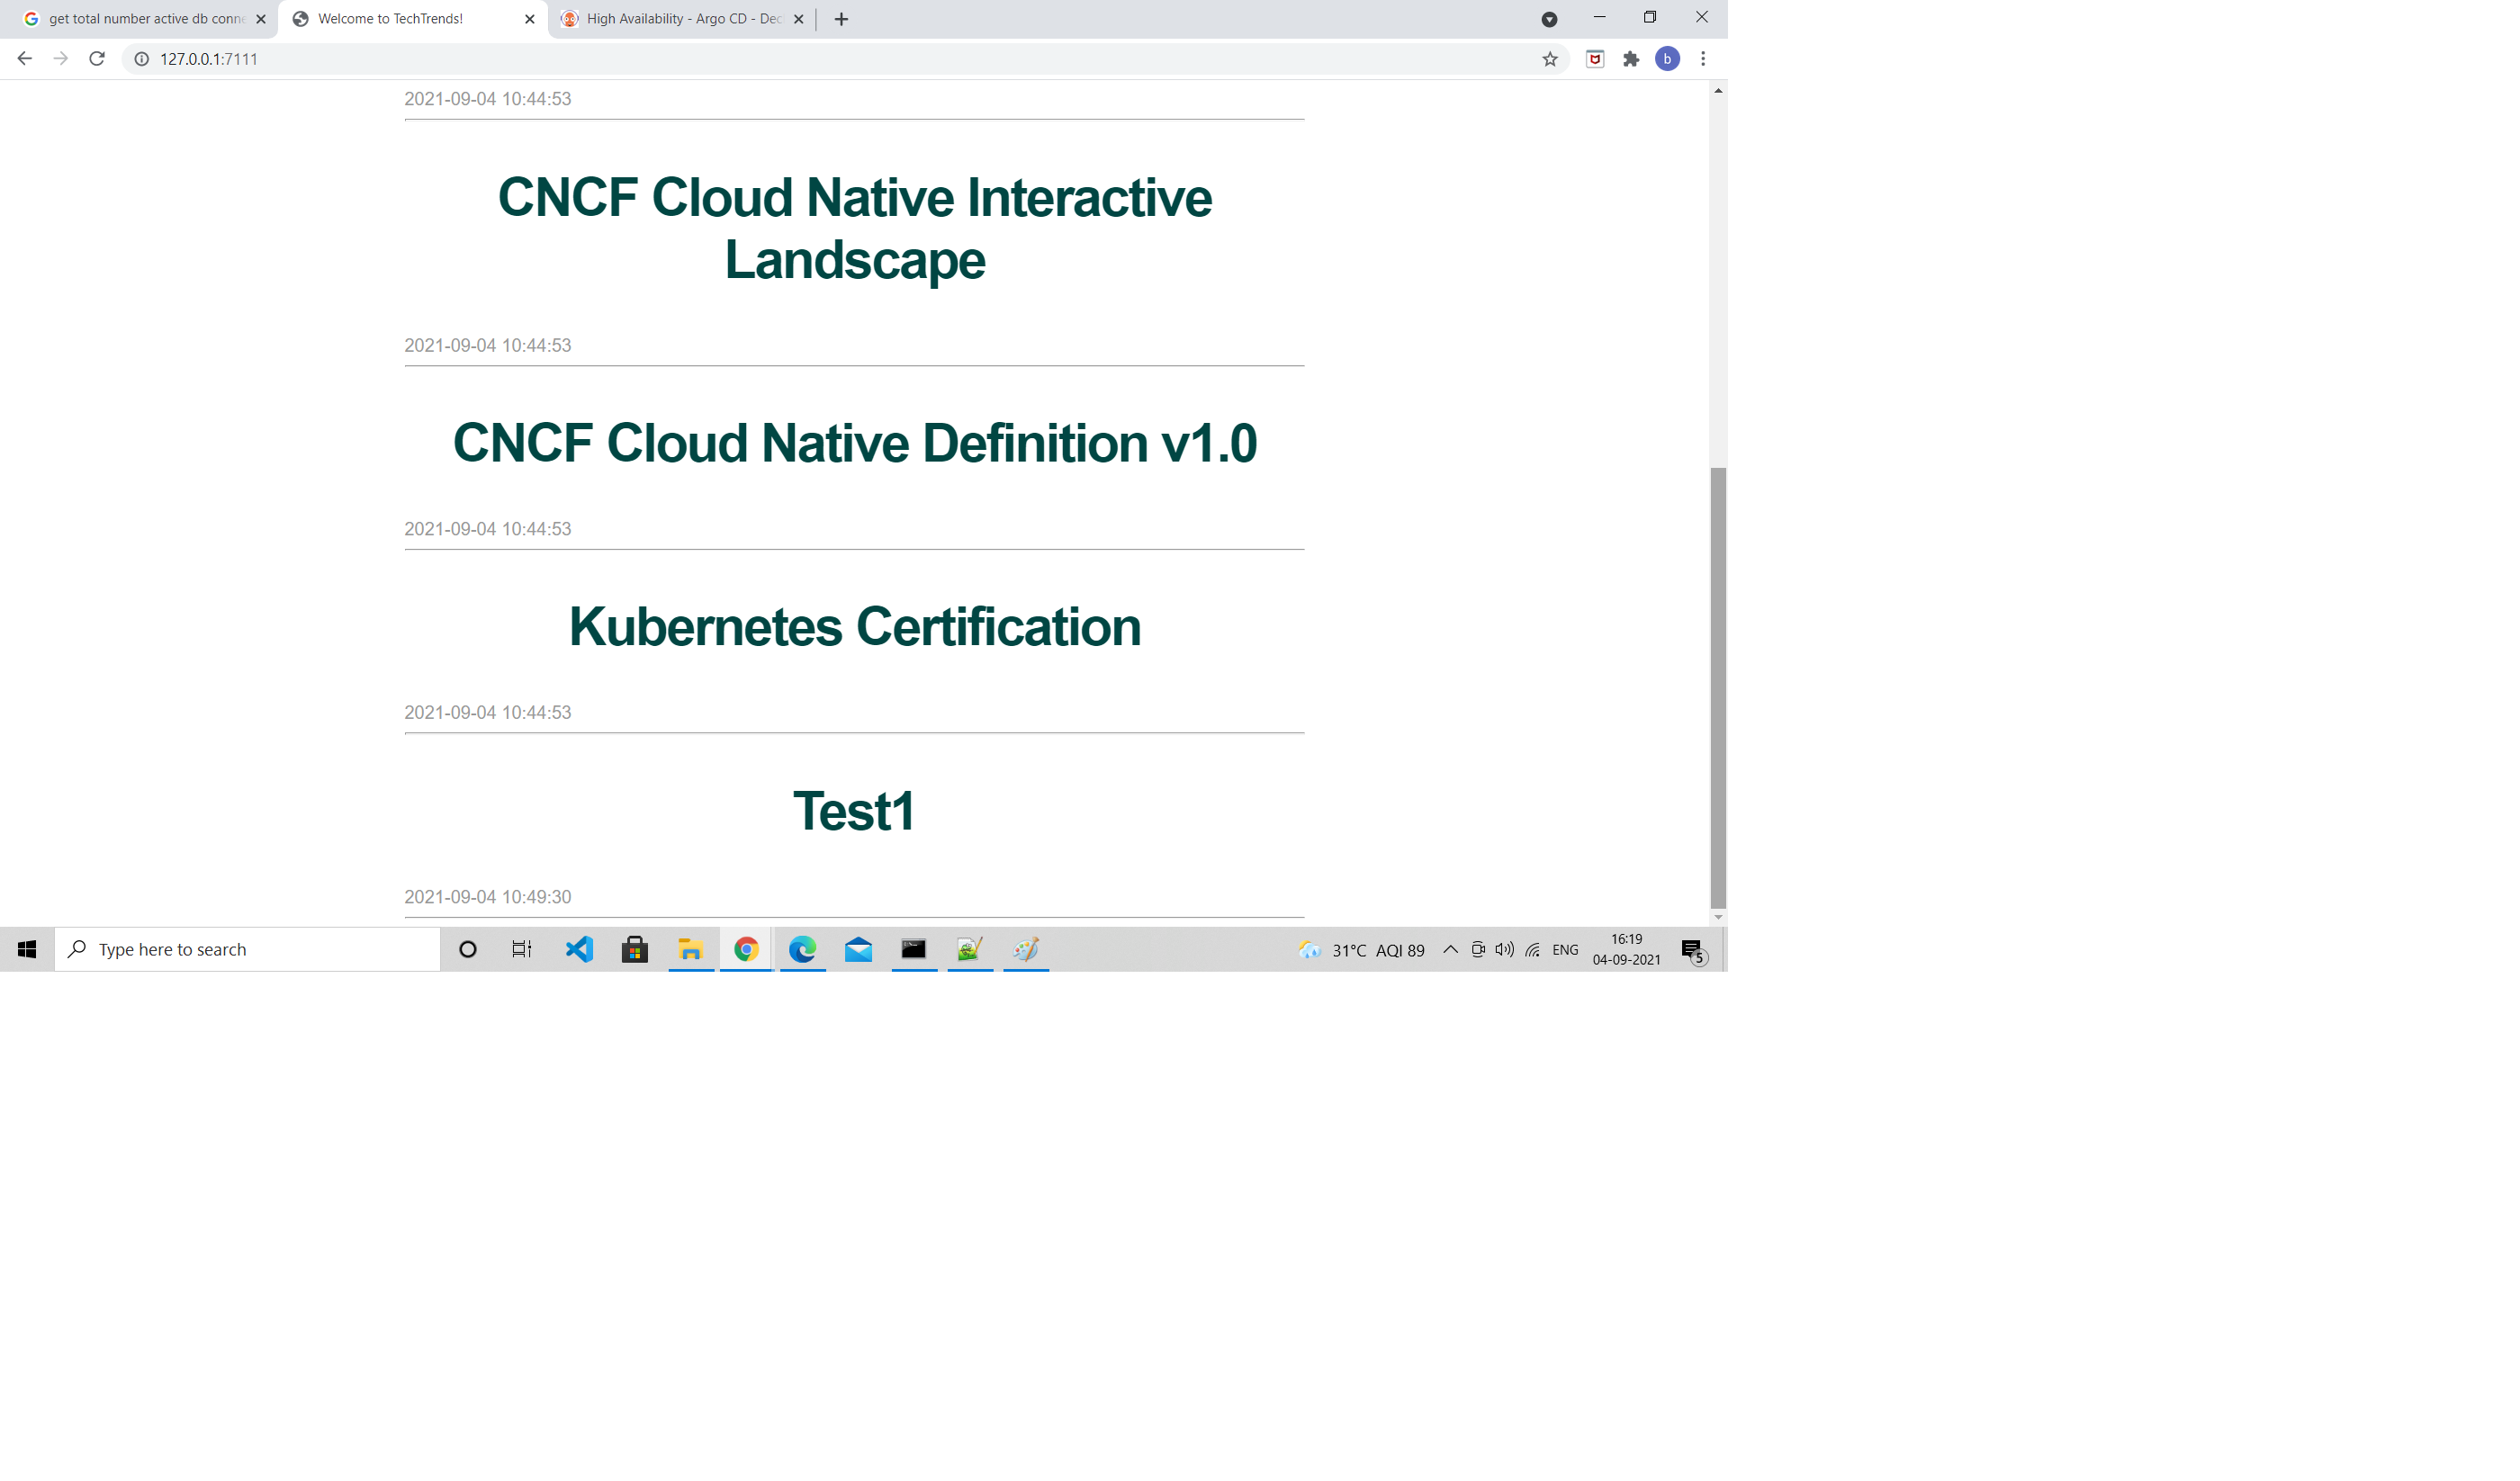 get total number active db conne
Welcome to TechTrends!
High Availability - Argo CD - Dec
127.0.0.1:7111
b
2021-09-04 10:44:53
CNCF Cloud Native Interactive
Landscape
2021-09-04 10:44:53
CNCF Cloud Native Definition v1.0
2021-09-04 10:44:53
Kubernetes Certification
2021-09-04 10:44:53
Test1
2021-09-04 10:49:30
Type here to search
31°C AQI 89
ENG
16:19
04-09-2021
5